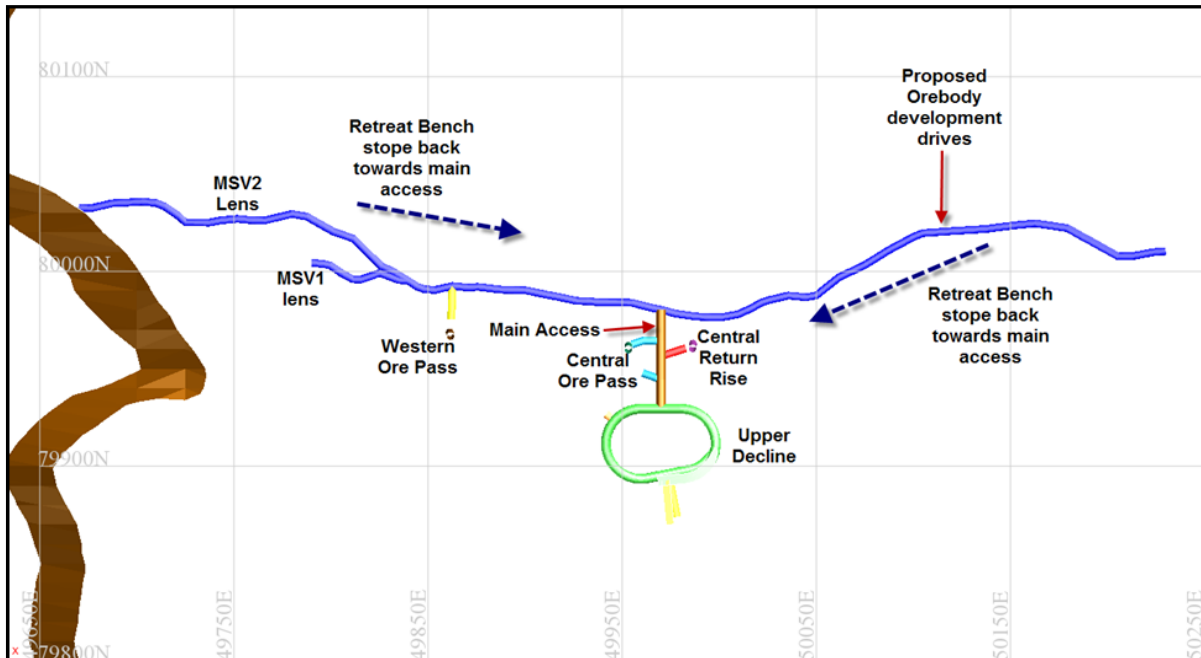 80100N
Proposed
Orebody
development
drives
Retreat Bench
stope back
towards main
access
MSV2
Lens
80000N
MSV1
lens
Retreat Bench
stope back
towards main
access
Main Access
Central
Return
Rise
Western
Ore Pass
Central
Ore Pass
Upper
Decline
79900N
49650E
49750E
49850E
49950E
50050E
50150E
50250E
x
79800N